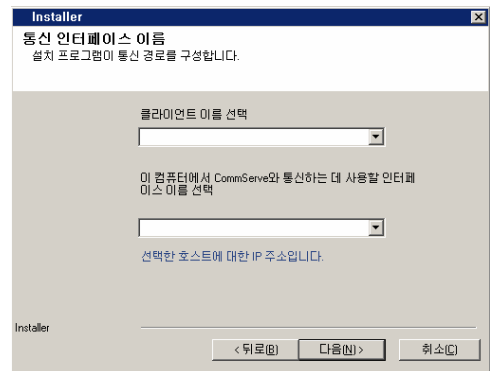 Installer
통신 인터페이스 이름
설치 프로그램이 통신 경로를 구성합니다.
클라이언트 이름 선택
이 컴퓨터에서 CommServe와 통신하는 데 사용할 인터페
이스 이름 선택
선택한 호스트에 대한 IP 주소입니다.
Installer
< 뒤로(B) 다음(N) > 취소(C)